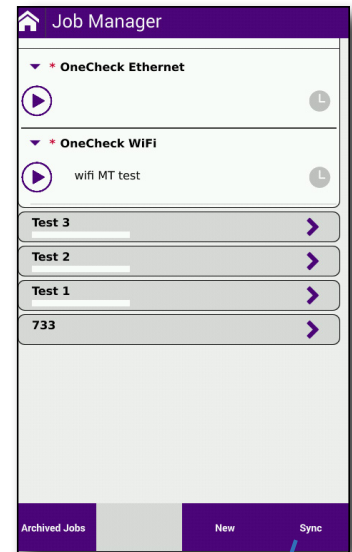 Job Manager
* OneCheck Ethernet
* OneCheck WiFi
wifi MT test
Test 3
Test 2
Test 1
733
Archived Jobs New Sync